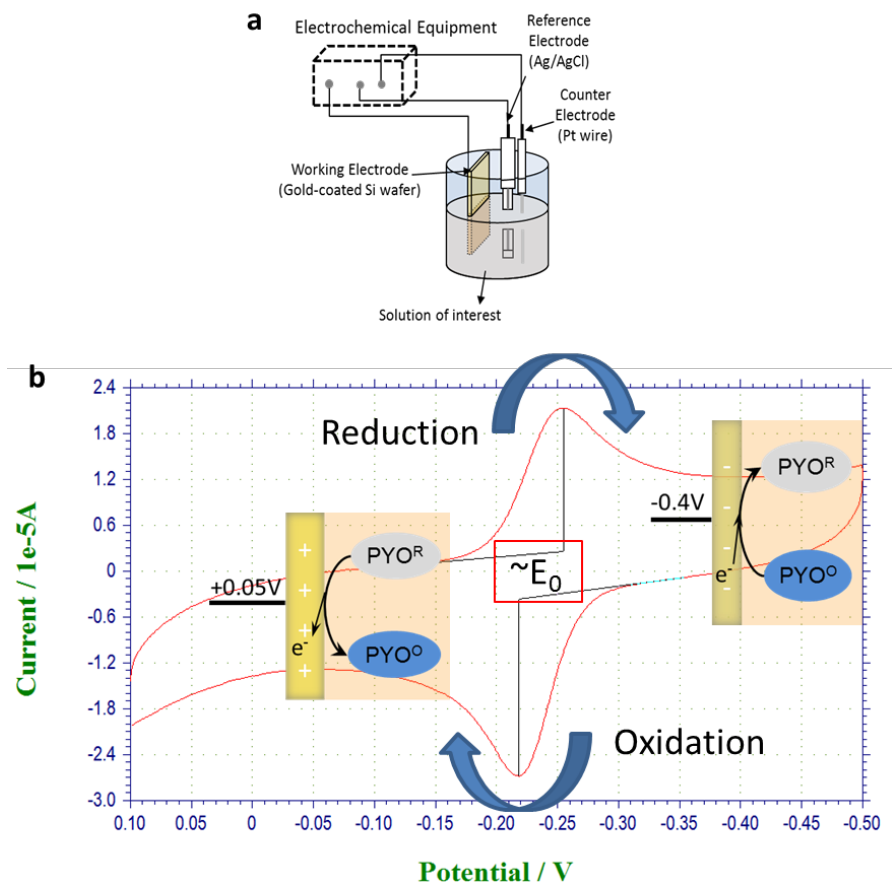 a
Electrochemical Equipment
Reference
Electrode
(Ag/AgCl)
Counter
Electrode
(Pt wire)
Working Electrode
(Gold-coated Si wafer)
Solution of interest
b
Current / 1e-5A
2.4
1.8
1.2
0.6
0
-0.6
-1.2
-1.8
-2.4
-3.0
Reduction
+0.05V
+
+
+
+
e-
PYO^R
PYO^O
~E_0
-0.4V
-
-
-
-
e-
PYO^R
PYO^O
Oxidation
0.10 0.05 0 -0.05 -0.10 -0.15 -0.20 -0.25 -0.30 -0.35 -0.40 -0.45 -0.50
Potential / V